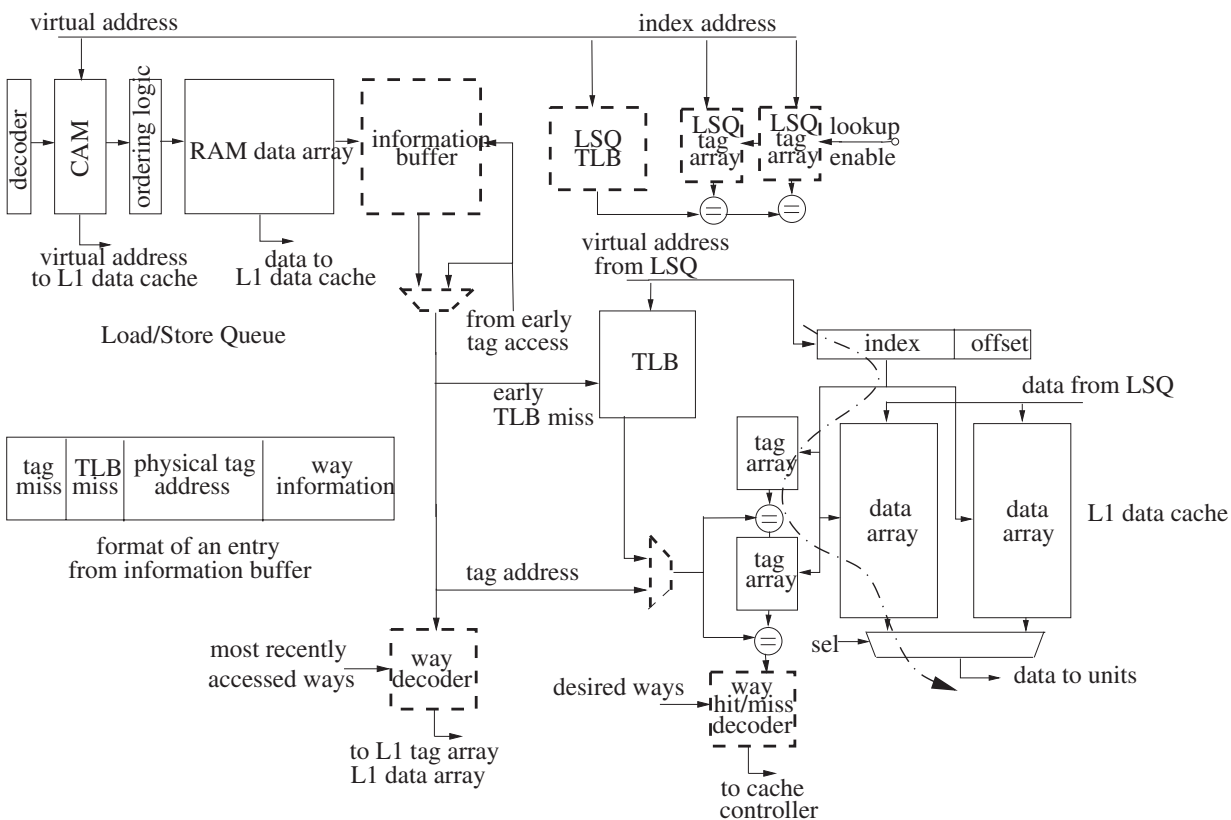 virtual address
index address
decoder
CAM
ordering logic
RAM data array
information
buffer
LSQ
TLB
LSQ
tag
array
LSQ
tag
array
lookup
enable
=
=
virtual address
to L1 data cache
data to
L1 data cache
virtual address
from LSQ
Load/Store Queue
from early
tag access
TLB
index
offset
early
TLB miss
data from LSQ
tag
array
data
array
data
array
L1 data cache
tag
miss
TLB
miss
physical tag
address
way
information
=
format of an entry
from information buffer
tag address
tag
array
=
sel
most recently
accessed ways
way
decoder
desired ways
way
hit/miss
decoder
data to units
to L1 tag array
L1 data array
to cache
controller